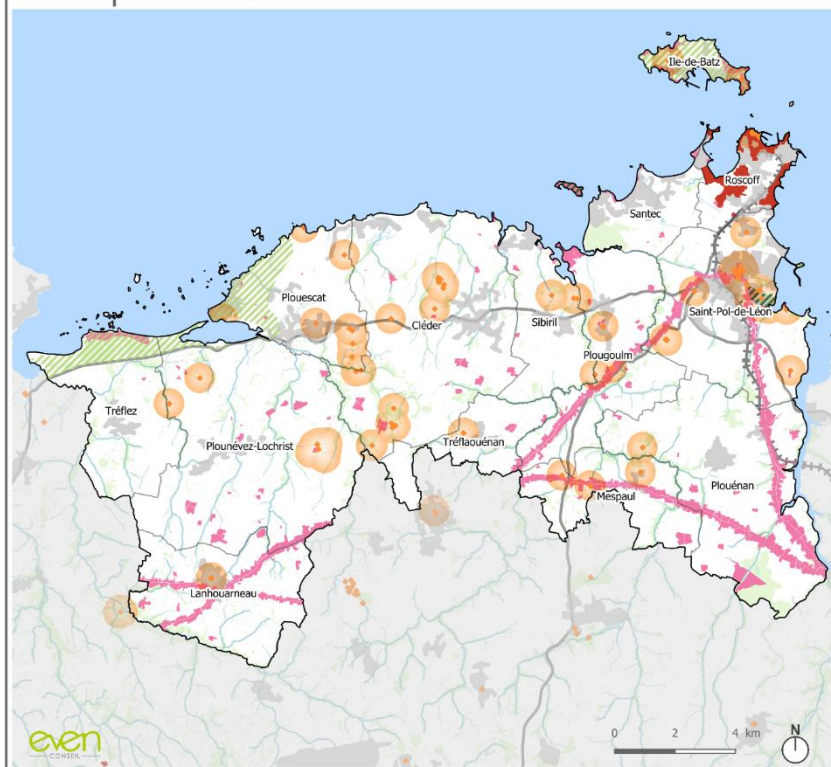 Ile-de-Batz
Roscoff
Santec
Plouescat
Cléder
Sibiril
Saint-Pol-de-Léon
Plougoulm
Tréflez
Plounévez-Lochrist
Tréflaouénan
Mespaul
Plouénan
Lanhouarneau
even
CONSEIL
0 2 4 km
N